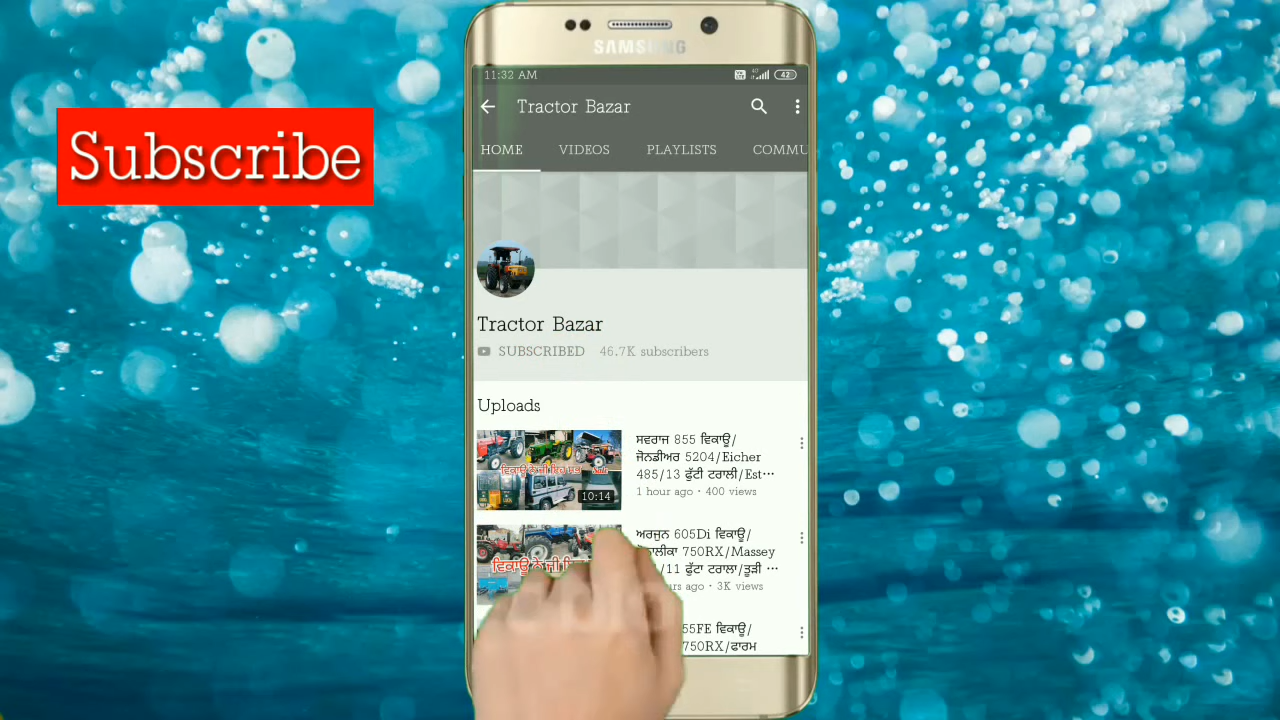 SAMSUNG
11:32 AM
42
Tractor Bazar
HOME VIDEOS PLAYLISTS COMMU
Subscribe
Tractor Bazar
SUBSCRIBED 46.7K subscribers
Uploads
ਸਵਰਾਜ 855 ਵਿਕਾਊ/
ਜੋਨਡੀਅਰ 5204/Eicher
485/13 ਫੁੱਟੀ ਟਰਾਲੀ/Est...
1 hour ago · 400 views
10:14
ਅਰਜੁਨ 605Di ਵਿਕਾਊ/
750RX/Massey
/11 ਫੁੱਟਾ ਟਰਾਲਾ/ਤੂੜੀ ...
ago · 3K views
ਵਿਕਾਊ ਨੇ ਜੀ
55FE ਵਿਕਾਊ/
750RX/ਫਾਰਮ